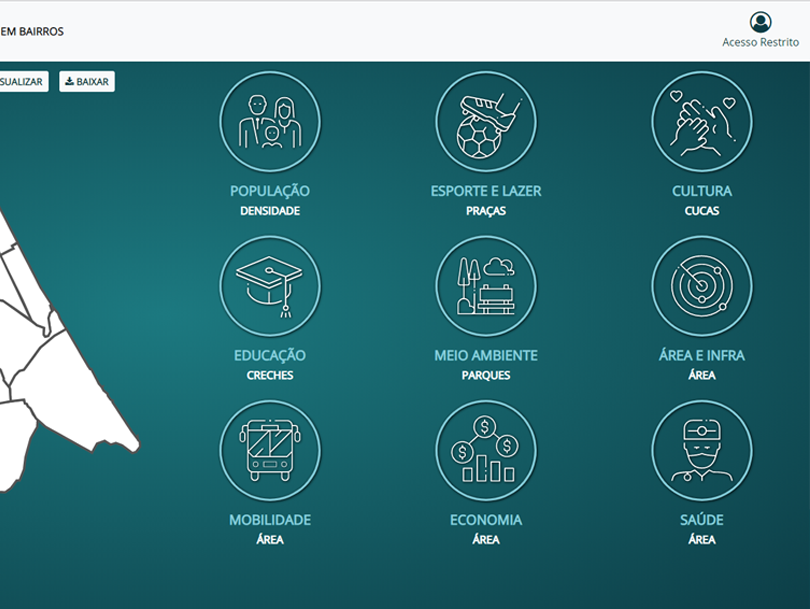 EM BAIRROS
Acesso Restrito
BAIXAR
POPULAÇÃO
DENSIDADE
ESPORTE E LAZER
PRAÇAS
CULTURA
CUCAS
EDUCAÇÃO
CRECHES
MEIO AMBIENTE
PARQUES
ÁREA E INFRA
ÁREA
MOBILIDADE
ÁREA
ECONOMIA
ÁREA
SAÚDE
ÁREA